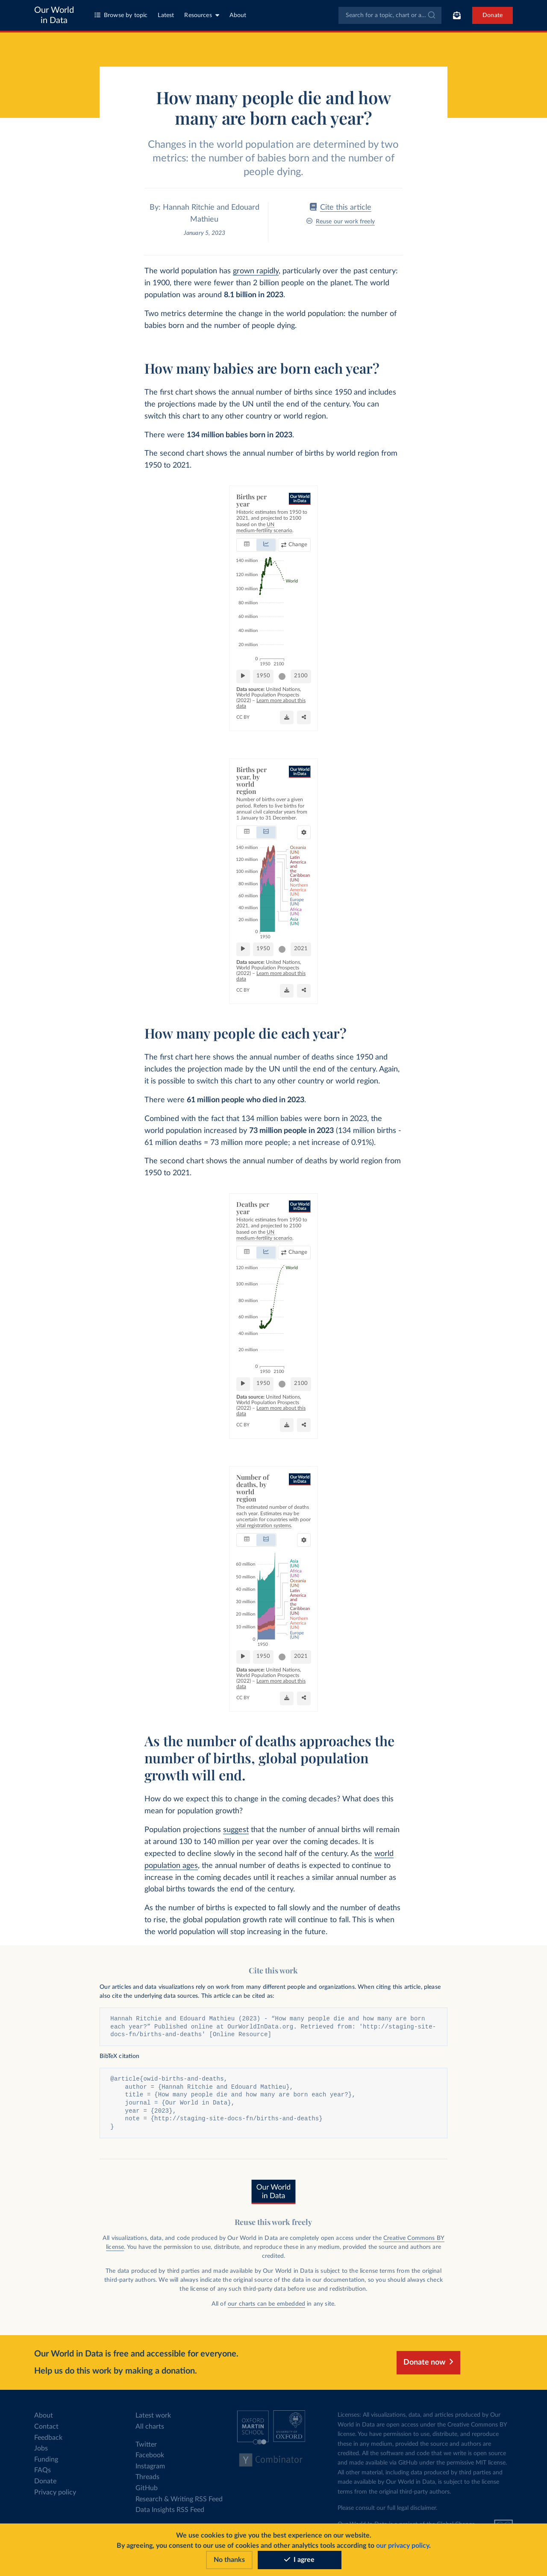 Our World
in Data
Browse by topic
Latest
Resources
About
Search for a topic, chart or a...
Donate
How many people die and how
many are born each year?
Changes in the world population are determined by two
metrics: the number of babies born and the number of
people dying.
By: Hannah Ritchie and Edouard
Mathieu
January 5, 2023
Cite this article
Reuse our work freely
The world population has grown rapidly, particularly over the past century:
in 1900, there were fewer than 2 billion people on the planet. The world
population was around 8.1 billion in 2023.
Two metrics determine the change in the world population: the number of
babies born and the number of people dying.
How many babies are born each year?
The first chart shows the annual number of births since 1950 and includes
the projections made by the UN until the end of the century. You can
switch this chart to any other country or world region.
There were 134 million babies born in 2023.
The second chart shows the annual number of births by world region from
1950 to 2021.
Births per
year
Our World
in Data
Historic estimates from 1950 to
2021, and projected to 2100
based on the UN
medium-fertility scenario.
Change
140 million
120 million
100 million
80 million
60 million
40 million
20 million
0
World
1950 2100
1950
2100
Data source: United Nations,
World Population Prospects
(2022) – Learn more about this
data
CC BY
Births per
year, by
world
region
Our World
in Data
Number of births over a given
period. Refers to live births for
annual civil calendar years from
1 January to 31 December.
140 million
120 million
100 million
80 million
60 million
40 million
20 million
0
Oceania
(UN)
Latin
America
and
the
Caribbean
(UN)
Northern
America
(UN)
Europe
(UN)
Africa
(UN)
Asia
(UN)
1950
1950
2021
Data source: United Nations,
World Population Prospects
(2022) – Learn more about this
data
CC BY
How many people die each year?
The first chart here shows the annual number of deaths since 1950 and
includes the projection made by the UN until the end of the century. Again,
it is possible to switch this chart to any other country or world region.
There were 61 million people who died in 2023.
Combined with the fact that 134 million babies were born in 2023, the
world population increased by 73 million people in 2023 (134 million births -
61 million deaths = 73 million more people; a net increase of 0.91%).
The second chart shows the annual number of deaths by world region from
1950 to 2021.
Deaths per
year
Our World
in Data
Historic estimates from 1950 to
2021, and projected to 2100
based on the UN
medium-fertility scenario.
Change
120 million
100 million
80 million
60 million
40 million
20 million
0
World
1950 2100
1950
2100
Data source: United Nations,
World Population Prospects
(2022) – Learn more about this
data
CC BY
Number of
deaths, by
world
region
Our World
in Data
The estimated number of deaths
each year. Estimates may be
uncertain for countries with poor
vital registration systems.
60 million
50 million
40 million
30 million
20 million
10 million
0
Asia
(UN)
Africa
(UN)
Oceania
(UN)
Latin
America
and
the
Caribbean
(UN)
Northern
America
(UN)
Europe
(UN)
1950
1950
2021
Data source: United Nations,
World Population Prospects
(2022) – Learn more about this
data
CC BY
As the number of deaths approaches the
number of births, global population
growth will end.
How do we expect this to change in the coming decades? What does this
mean for population growth?
Population projections suggest that the number of annual births will remain
at around 130 to 140 million per year over the coming decades. It is
expected to decline slowly in the second half of the century. As the world
population ages, the annual number of deaths is expected to continue to
increase in the coming decades until it reaches a similar annual number as
global births towards the end of the century.
As the number of births is expected to fall slowly and the number of deaths
to rise, the global population growth rate will continue to fall. This is when
the world population will stop increasing in the future.
Cite this work
Our articles and data visualizations rely on work from many different people and organizations. When citing this article, please
also cite the underlying data sources. This article can be cited as:
Hannah Ritchie and Edouard Mathieu (2023) - "How many people die and how many are born
each year?" Published online at OurWorldInData.org. Retrieved from: 'http://staging-site-
docs-fn/births-and-deaths' [Online Resource]
BibTeX citation
@article{owid-births-and-deaths,
author = {Hannah Ritchie and Edouard Mathieu},
title = {How many people die and how many are born each year?},
journal = {Our World in Data},
year = {2023},
note = {http://staging-site-docs-fn/births-and-deaths}
}
Our World
in Data
Reuse this work freely
All visualizations, data, and code produced by Our World in Data are completely open access under the Creative Commons BY
license. You have the permission to use, distribute, and reproduce these in any medium, provided the source and authors are
credited.
The data produced by third parties and made available by Our World in Data is subject to the license terms from the original
third-party authors. We will always indicate the original source of the data in our documentation, so you should always check
the license of any such third-party data before use and redistribution.
All of our charts can be embedded in any site.
Our World in Data is free and accessible for everyone.
Help us do this work by making a donation.
Donate now
About
Contact
Feedback
Jobs
Funding
FAQs
Donate
Privacy policy
Latest work
All charts
Twitter
Facebook
Instagram
Threads
GitHub
Research & Writing RSS Feed
Data Insights RSS Feed
OXFORD
MARTIN
SCHOOL
OXFORD
Y Combinator
Licenses: All visualizations, data, and articles produced by Our
World in Data are open access under the Creative Commons BY
license. You have permission to use, distribute, and reproduce
these in any medium, provided the source and authors are
credited. All the software and code that we write is open source
and made available via GitHub under the permissive MIT license.
All other material, including data produced by third parties and
made available by Our World in Data, is subject to the license
terms from the original third-party authors.
Please consult our full legal disclaimer.
We use cookies to give you the best experience on our website.
By agreeing, you consent to our use of cookies and other analytics tools according to our privacy policy.
No thanks
I agree